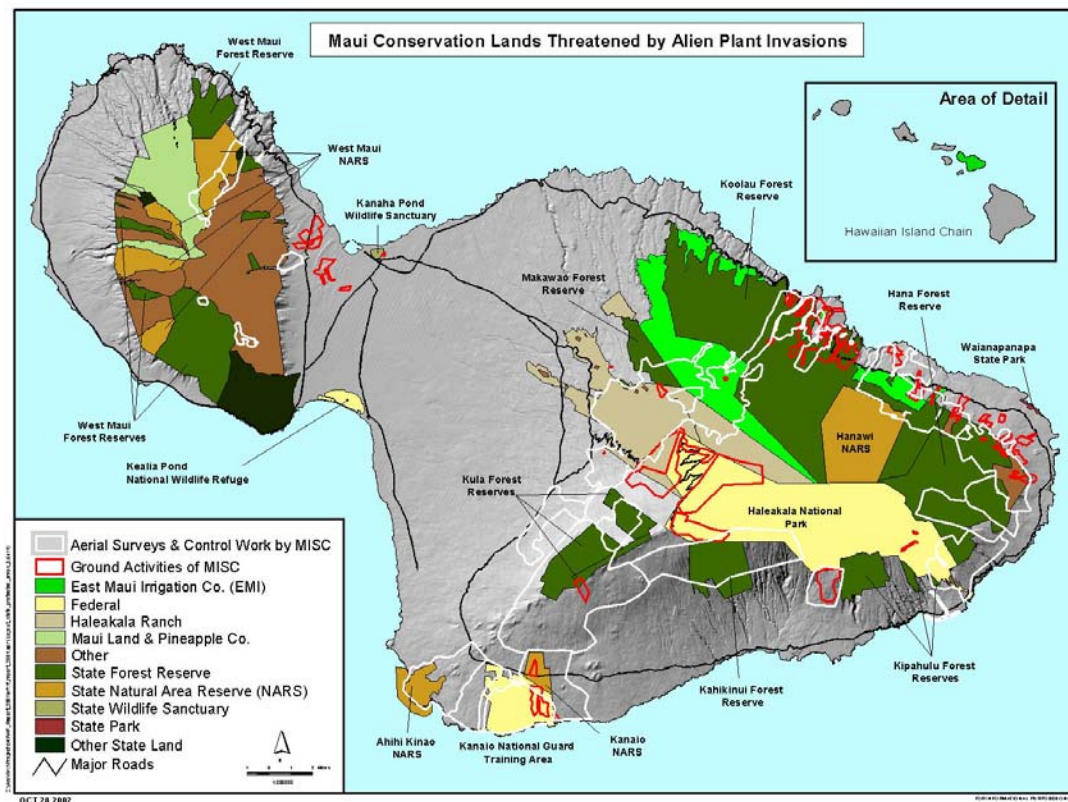 Maui Conservation Lands Threatened by Alien Plant Invasions
West Maui
Forest Reserve
West Maui
NARS
Kanaha Pond
Wildlife Sanctuary
Area of Detail
Hawaiian Island Chain
Koolau Forest
Reserve
Makawao Forest
Reserve
Hana Forest
Reserve
Waianapanapa
State Park
West Maui
Forest Reserves
Kealia Pond
National Wildlife Refuge
Hanawi
NARS
Kula Forest
Reserves
Haleakala National
Park
Kipahulu Forest
Reserves
Kahikinui Forest
Reserve
Ahihi Kinao
NARS
Kanaio National Guard
Training Area
Kanaio
NARS
Aerial Surveys & Control Work by MISC
Ground Activities of MISC
East Maui Irrigation Co. (EMI)
Federal
Haleakala Ranch
Maui Land & Pineapple Co.
Other
State Forest Reserve
State Natural Area Reserve (NARS)
State Wildlife Sanctuary
State Park
Other State Land
Major Roads
OCT 28 2002